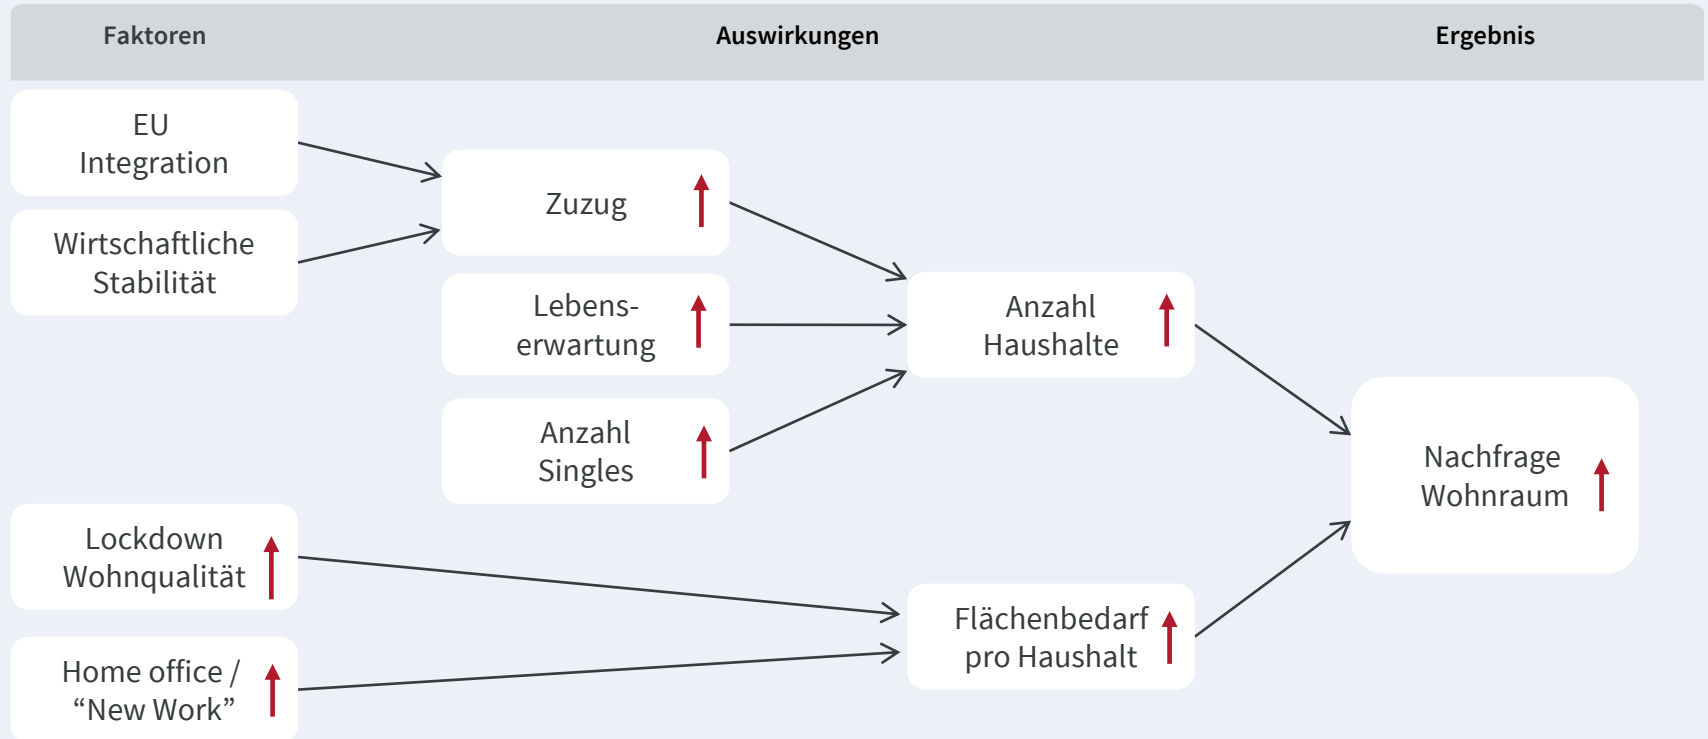 Faktoren
Auswirkungen
Ergebnis
EU
Integration
Wirtschaftliche
Stabilität
Zuzug
Lebens-
erwartung
Anzahl
Singles
Anzahl
Haushalte
Nachfrage
Wohnraum
Lockdown
Wohnqualität
Home office /
“New Work”
Flächenbedarf
pro Haushalt